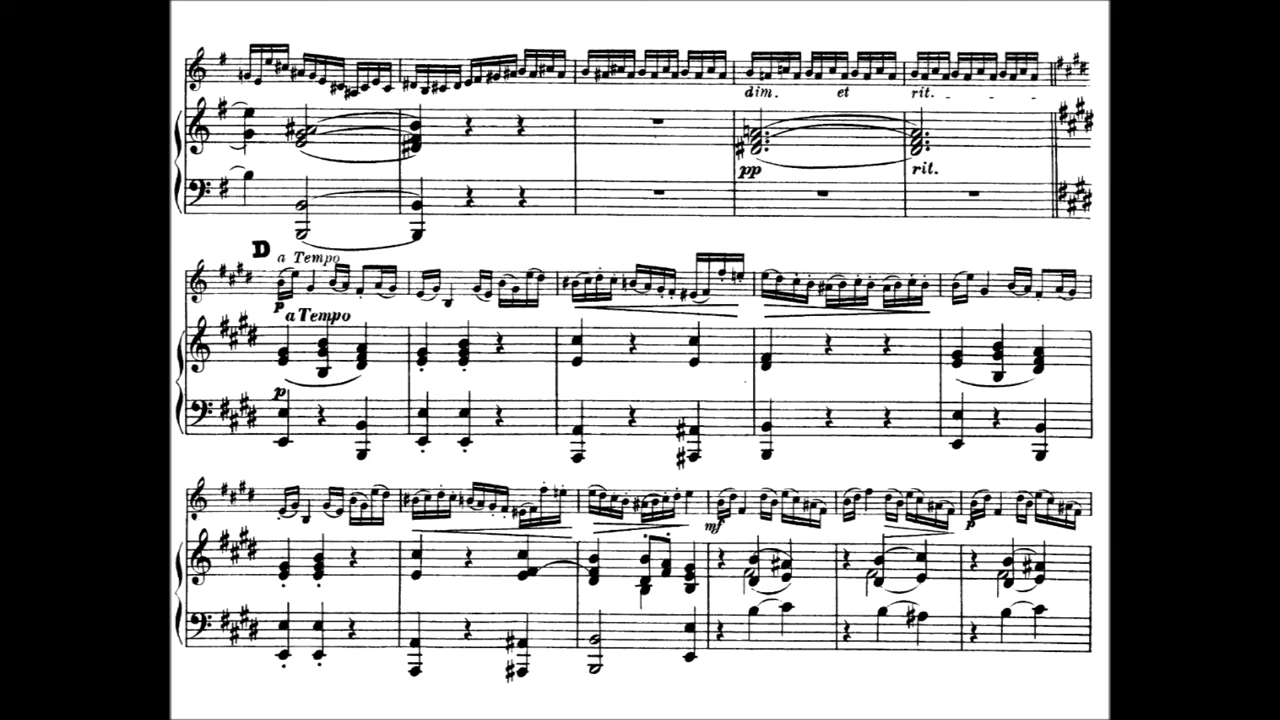 dim. et rit.
pp rit.
D a Tempo
p
a Tempo
p
mf p